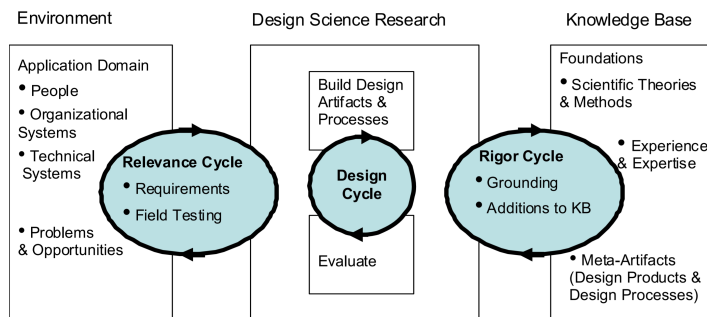 Environment
Design Science Research
Knowledge Base
Application Domain
• People
• Organizational
Systems
• Technical
Systems
• Problems
& Opportunities
Relevance Cycle
• Requirements
• Field Testing
Build Design
Artifacts &
Processes
Design
Cycle
Evaluate
Rigor Cycle
• Grounding
• Additions to KB
Foundations
• Scientific Theories
& Methods
• Experience
& Expertise
• Meta-Artifacts
(Design Products &
Design Processes)